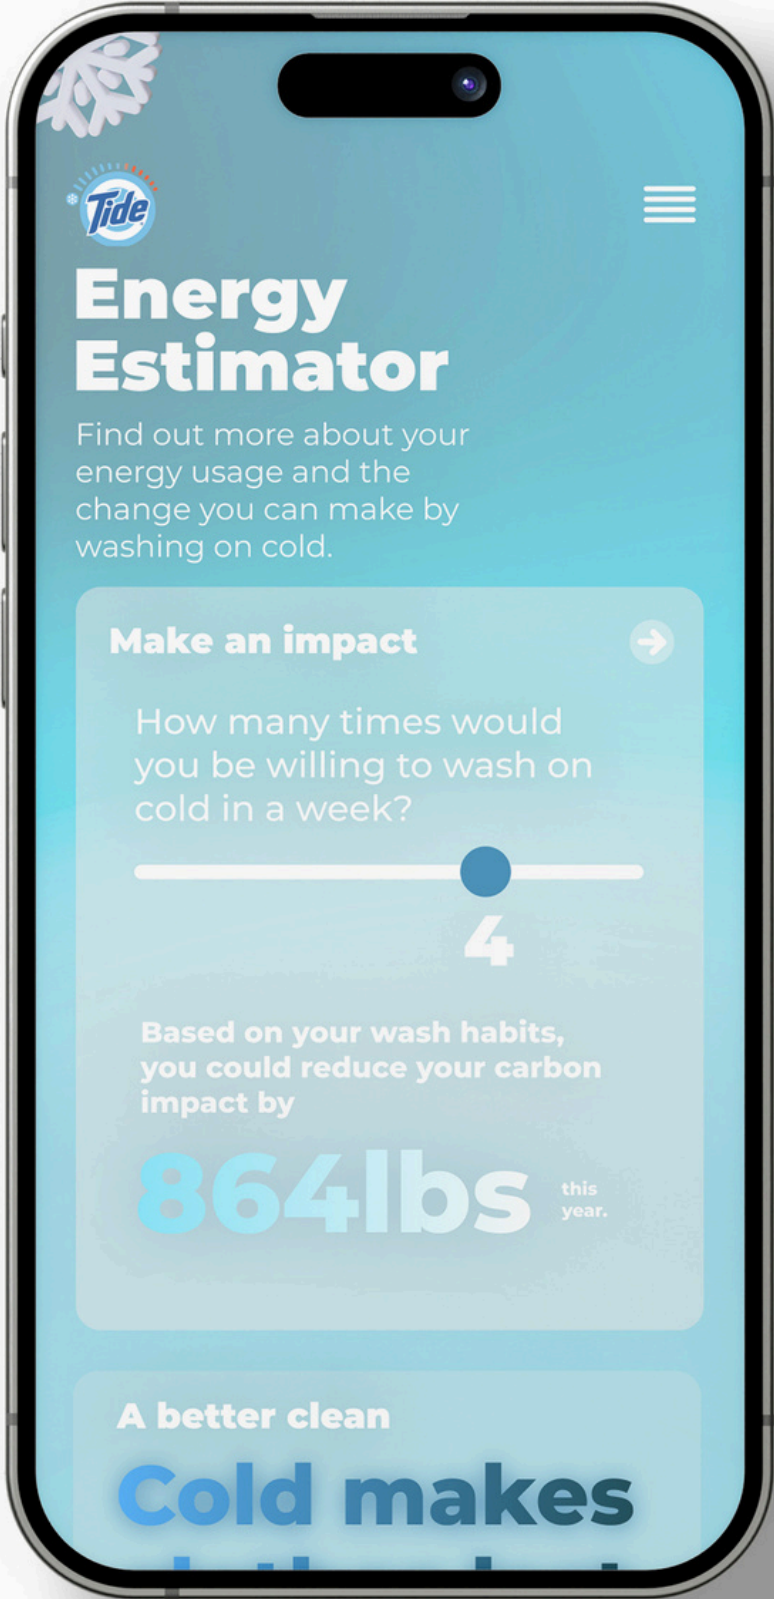 Tide
Energy
Estimator
Find out more about your
energy usage and the
change you can make by
washing on cold.
Make an impact
How many times would
you be willing to wash on
cold in a week?
4
Based on your wash habits,
you could reduce your carbon
impact by
864lbs
this
year.
A better clean
Cold makes